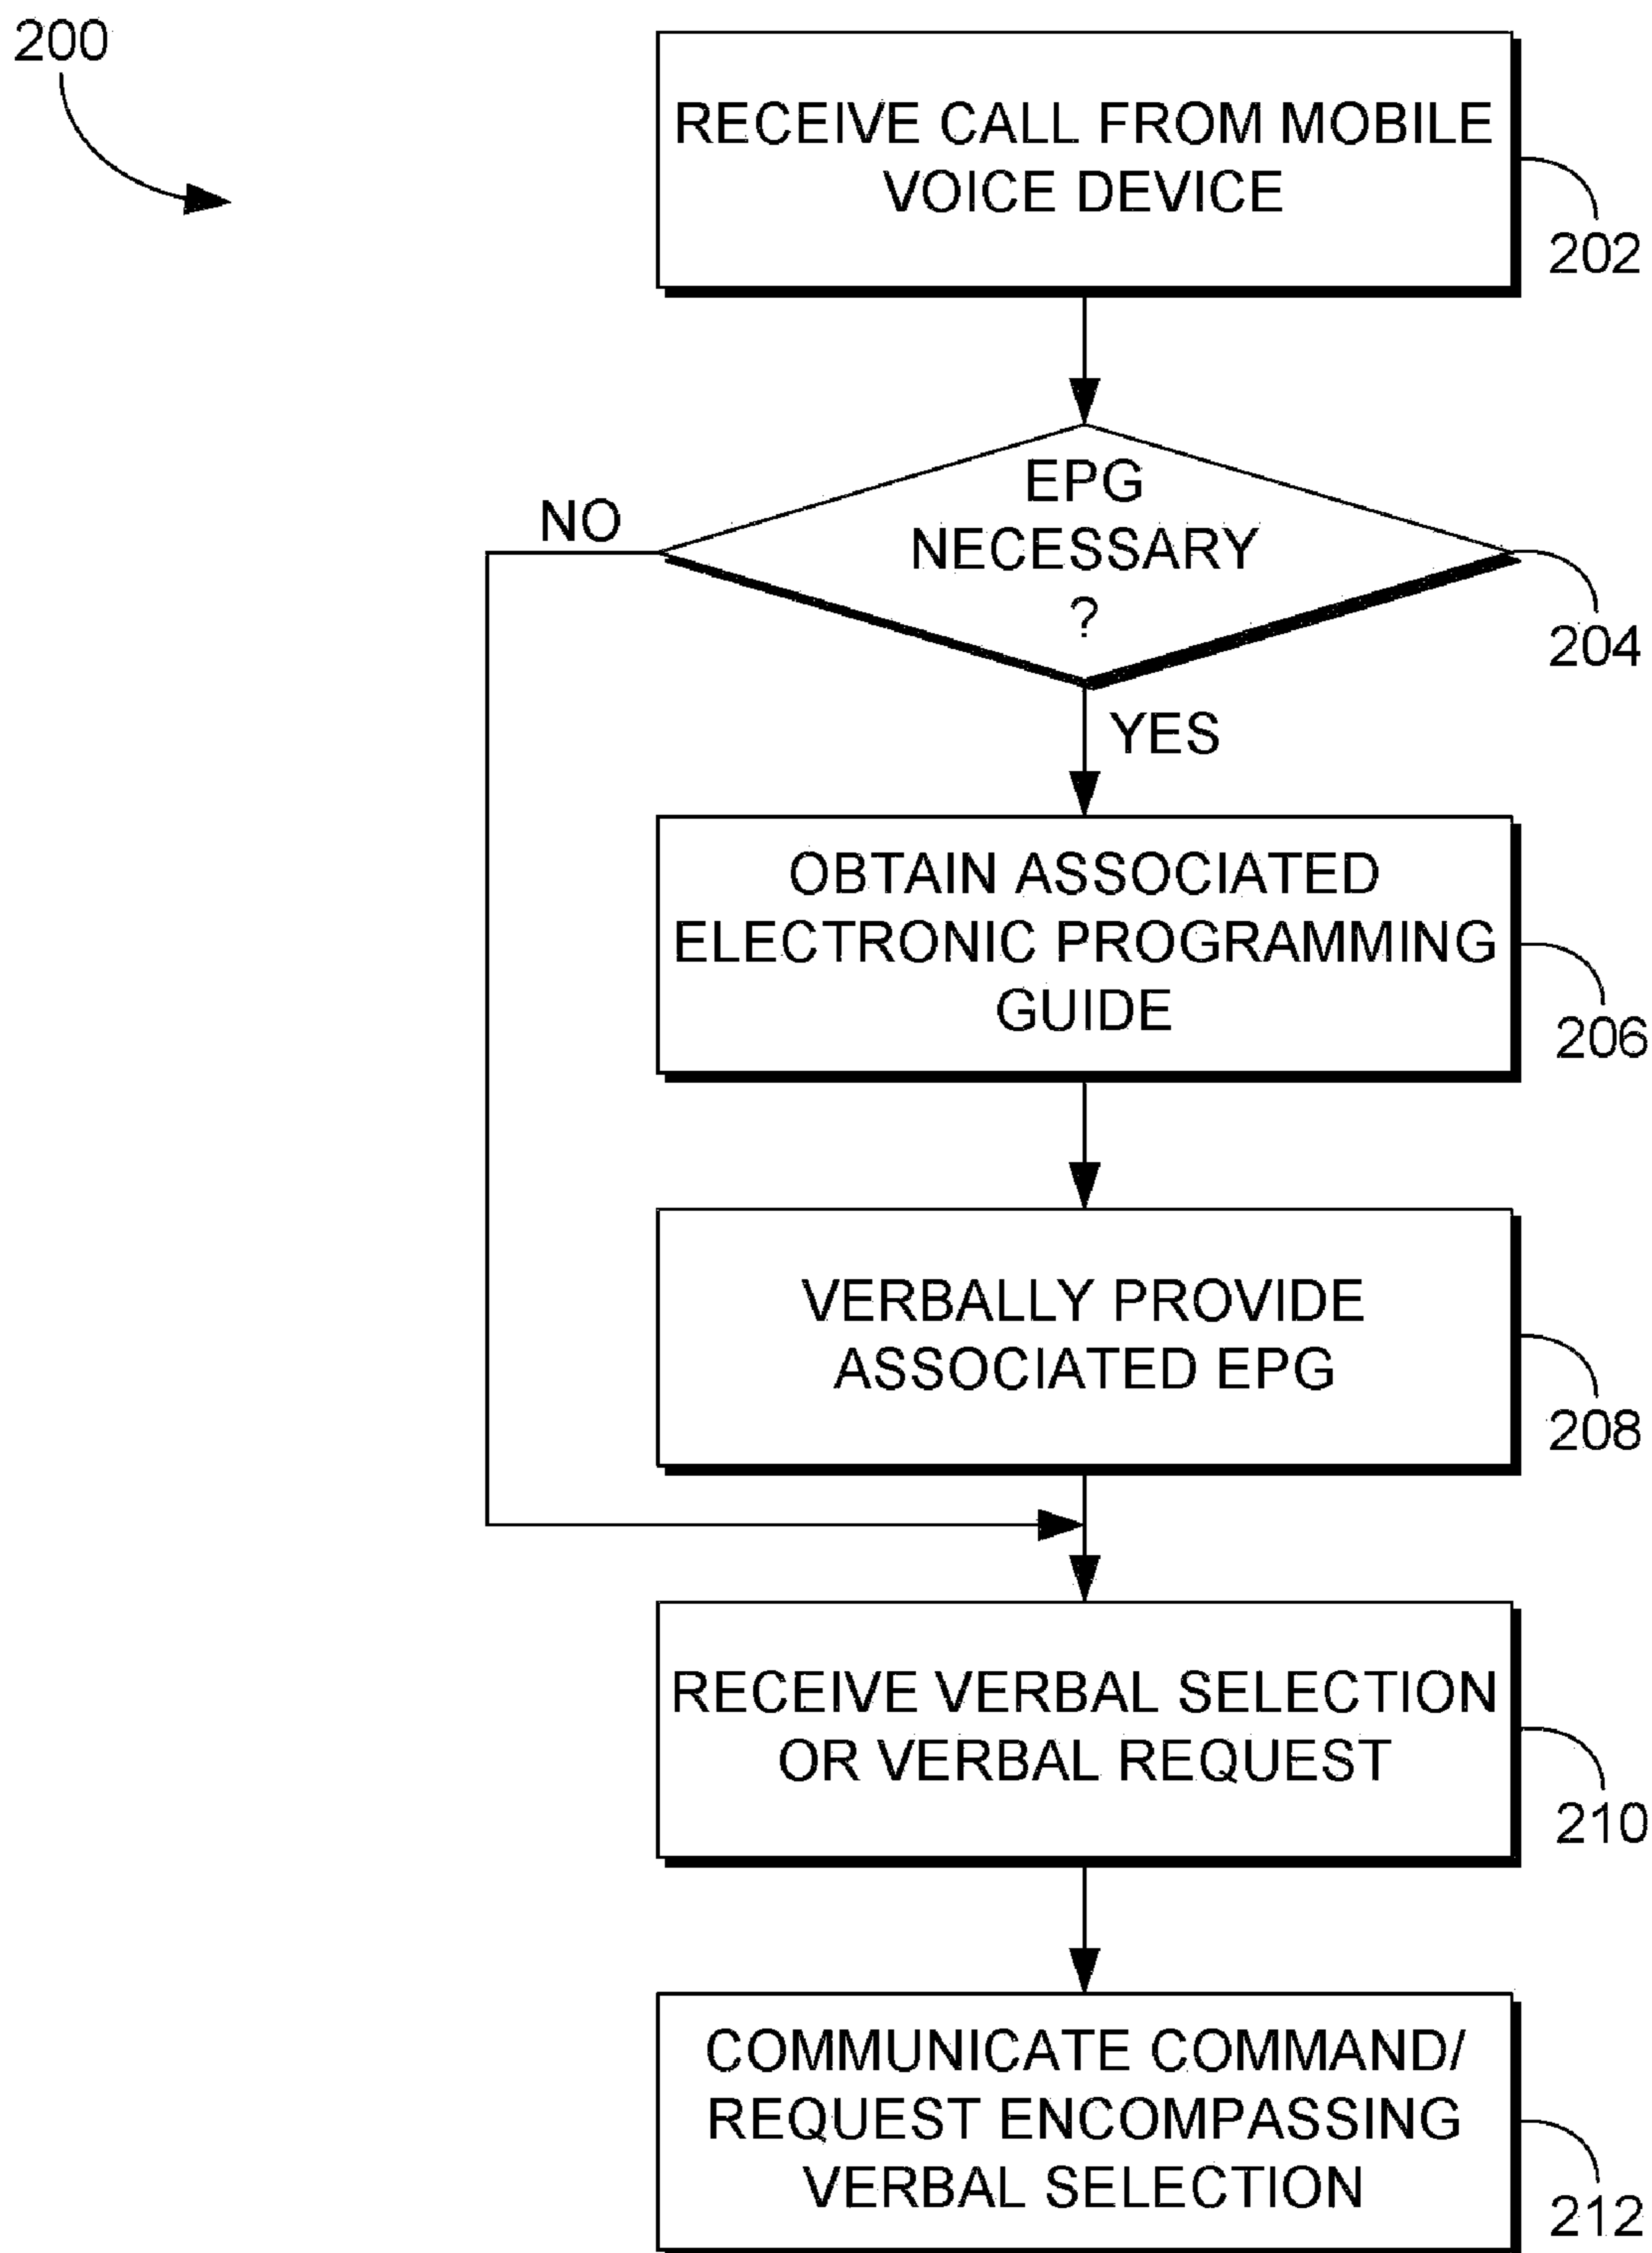 200
RECEIVE CALL FROM MOBILE
VOICE DEVICE
202
EPG
NECESSARY
?
NO
204
YES
OBTAIN ASSOCIATED
ELECTRONIC PROGRAMMING
GUIDE
206
VERBALLY PROVIDE
ASSOCIATED EPG
208
RECEIVE VERBAL SELECTION
OR VERBAL REQUEST
210
COMMUNICATE COMMAND/
REQUEST ENCOMPASSING
VERBAL SELECTION
212